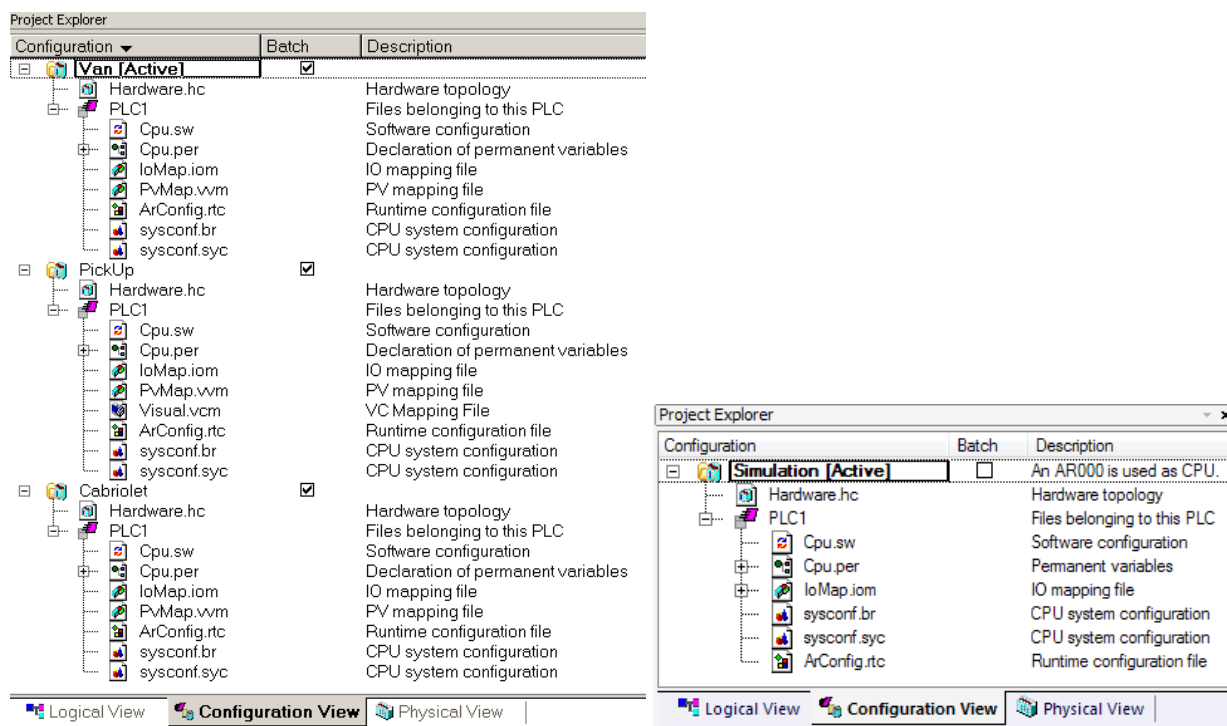 Project Explorer
Configuration Batch Description
Van [Active]
Hardware.hc Hardware topology
PLC1 Files belonging to this PLC
Cpu.sw Software configuration
Cpu.per Declaration of permanent variables
IoMap.iom IO mapping file
PvMap.vvm PV mapping file
ArConfig.rtc Runtime configuration file
sysconf.br CPU system configuration
sysconf.syc CPU system configuration
PickUp
Hardware.hc Hardware topology
PLC1 Files belonging to this PLC
Cpu.sw Software configuration
Cpu.per Declaration of permanent variables
IoMap.iom IO mapping file
PvMap.vvm PV mapping file
Visual.vcm VC Mapping File
ArConfig.rtc Runtime configuration file
sysconf.br CPU system configuration
sysconf.syc CPU system configuration
Cabriolet
Hardware.hc Hardware topology
PLC1 Files belonging to this PLC
Cpu.sw Software configuration
Cpu.per Declaration of permanent variables
IoMap.iom IO mapping file
PvMap.vvm PV mapping file
ArConfig.rtc Runtime configuration file
sysconf.br CPU system configuration
sysconf.syc CPU system configuration
Logical View Configuration View Physical View
Project Explorer
Configuration Batch Description
Simulation [Active] An AR000 is used as CPU.
Hardware.hc Hardware topology
PLC1 Files belonging to this PLC
Cpu.sw Software configuration
Cpu.per Permanent variables
IoMap.iom IO mapping file
sysconf.br CPU system configuration
sysconf.syc CPU system configuration
ArConfig.rtc Runtime configuration file
Logical View Configuration View Physical View